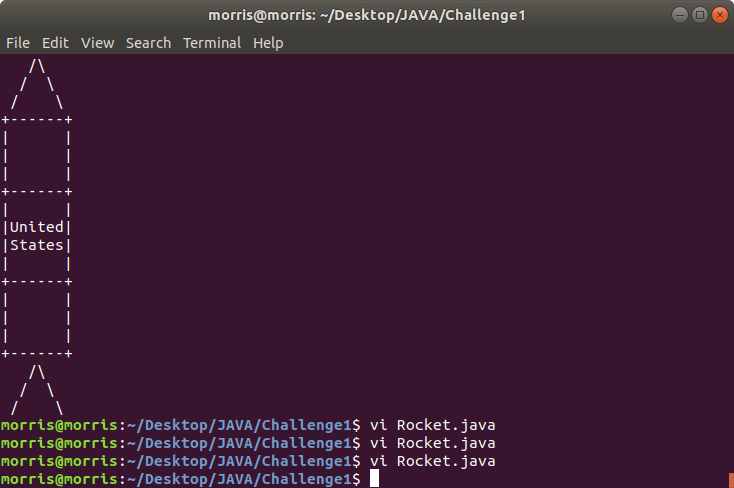 morris@morris: ~/Desktop/JAVA/Challenge1
File Edit View Search Terminal Help
   /\
  /  \
 /    \
+------+
|      |
|      |
|      |
+------+
|      |
|United|
|States|
|      |
+------+
|      |
|      |
|      |
+------+
   /\
  /  \
 /    \
morris@morris:~/Desktop/JAVA/Challenge1$ vi Rocket.java
morris@morris:~/Desktop/JAVA/Challenge1$ vi Rocket.java
morris@morris:~/Desktop/JAVA/Challenge1$ vi Rocket.java
morris@morris:~/Desktop/JAVA/Challenge1$